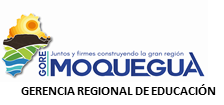 GORE
Juntos y firmes construyendo la gran región
MOQUEGUA
GERENCIA REGIONAL DE EDUCACIÓN